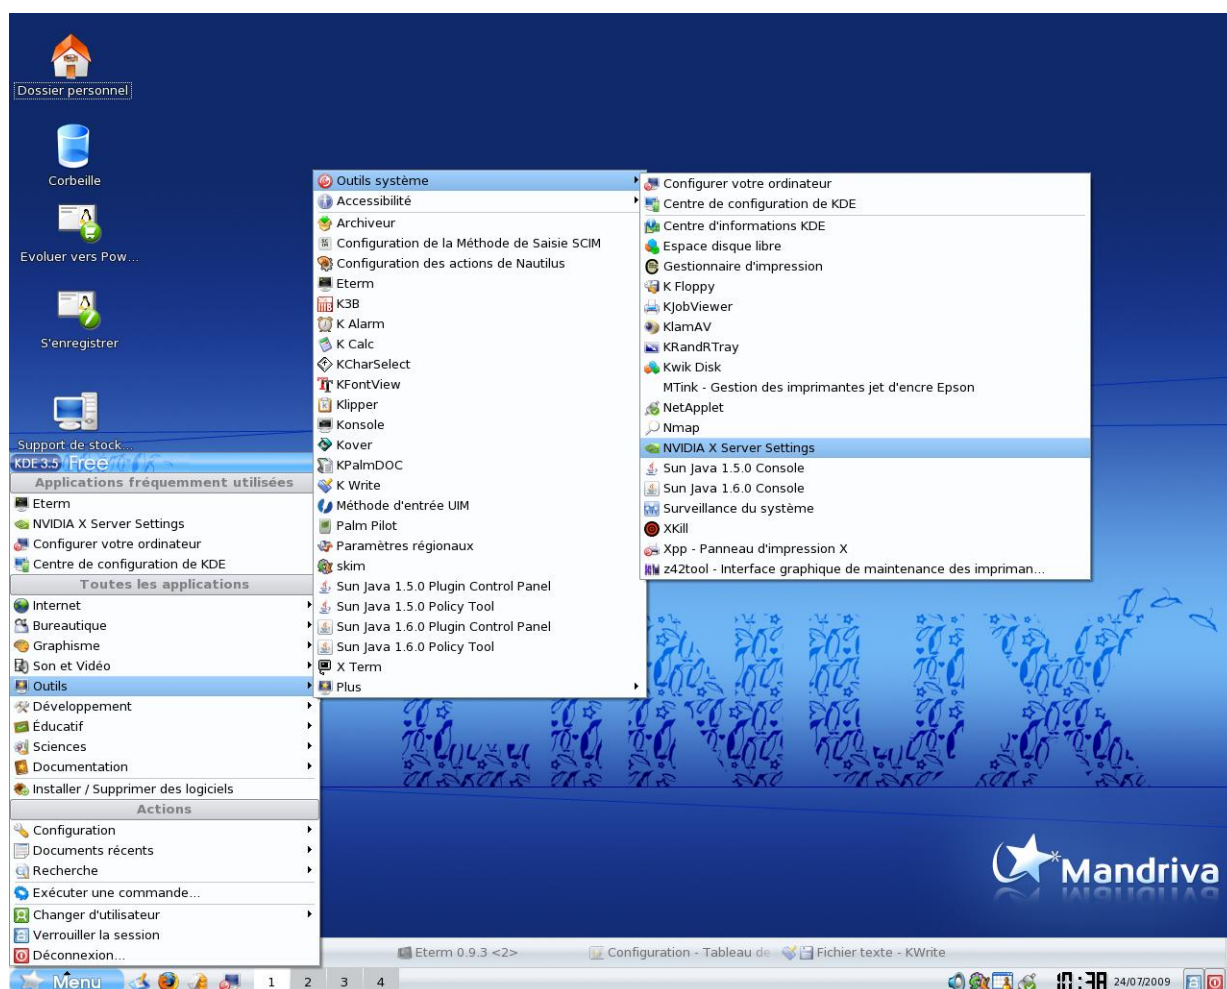 Dossier personnel
Corbeille
Evoluer vers Pow...
S'enregistrer
Support de stock...
KDE 3.5 Free
Applications fréquemment utilisées
Eterm
NVIDIA X Server Settings
Configurer votre ordinateur
Centre de configuration de KDE
Toutes les applications
Internet
Bureautique
Graphisme
Son et Vidéo
Outils
Développement
Éducatif
Sciences
Documentation
Installer / Supprimer des logiciels
Actions
Configuration
Documents récents
Recherche
Exécuter une commande...
Changer d'utilisateur
Verrouiller la session
Déconnexion...
Outils système
Accessibilité
Archiveur
Configuration de la Méthode de Saisie SCIM
Configuration des actions de Nautilus
Eterm
K3B
K Alarm
K Calc
KCharSelect
KFontView
Klipper
Konsole
Kover
KPalmDOC
K Write
Méthode d'entrée UIM
Palm Pilot
Paramètres régionaux
skim
Sun Java 1.5.0 Plugin Control Panel
Sun Java 1.5.0 Policy Tool
Sun Java 1.6.0 Plugin Control Panel
Sun Java 1.6.0 Policy Tool
X Term
Plus
Configurer votre ordinateur
Centre de configuration de KDE
Centre d'informations KDE
Espace disque libre
Gestionnaire d'impression
K Floppy
KJobViewer
KlamAV
KRandRTray
Kwik Disk
MTink - Gestion des imprimantes jet d'encre Epson
NetApplet
Nmap
NVIDIA X Server Settings
Sun Java 1.5.0 Console
Sun Java 1.6.0 Console
Surveillance du système
XKill
Xpp - Panneau d'impression X
z42tool - Interface graphique de maintenance des impriman...
LINUX
Mandriva
Eterm 0.9.3 <2>
Configuration - Tableau de
Fichier texte - KWrite
Menu
1 2 3 4
10:38 24/07/2009